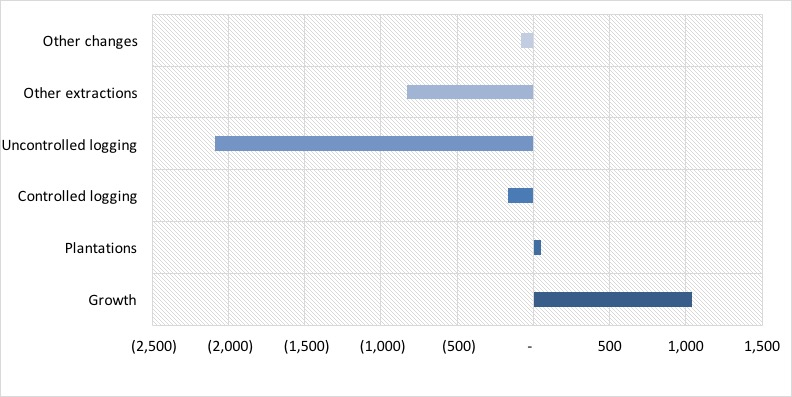 Other changes
Other extractions
Uncontrolled logging
Controlled logging
Plantations
Growth
(2,500) (2,000) (1,500) (1,000) (500) - 500 1,000 1,500